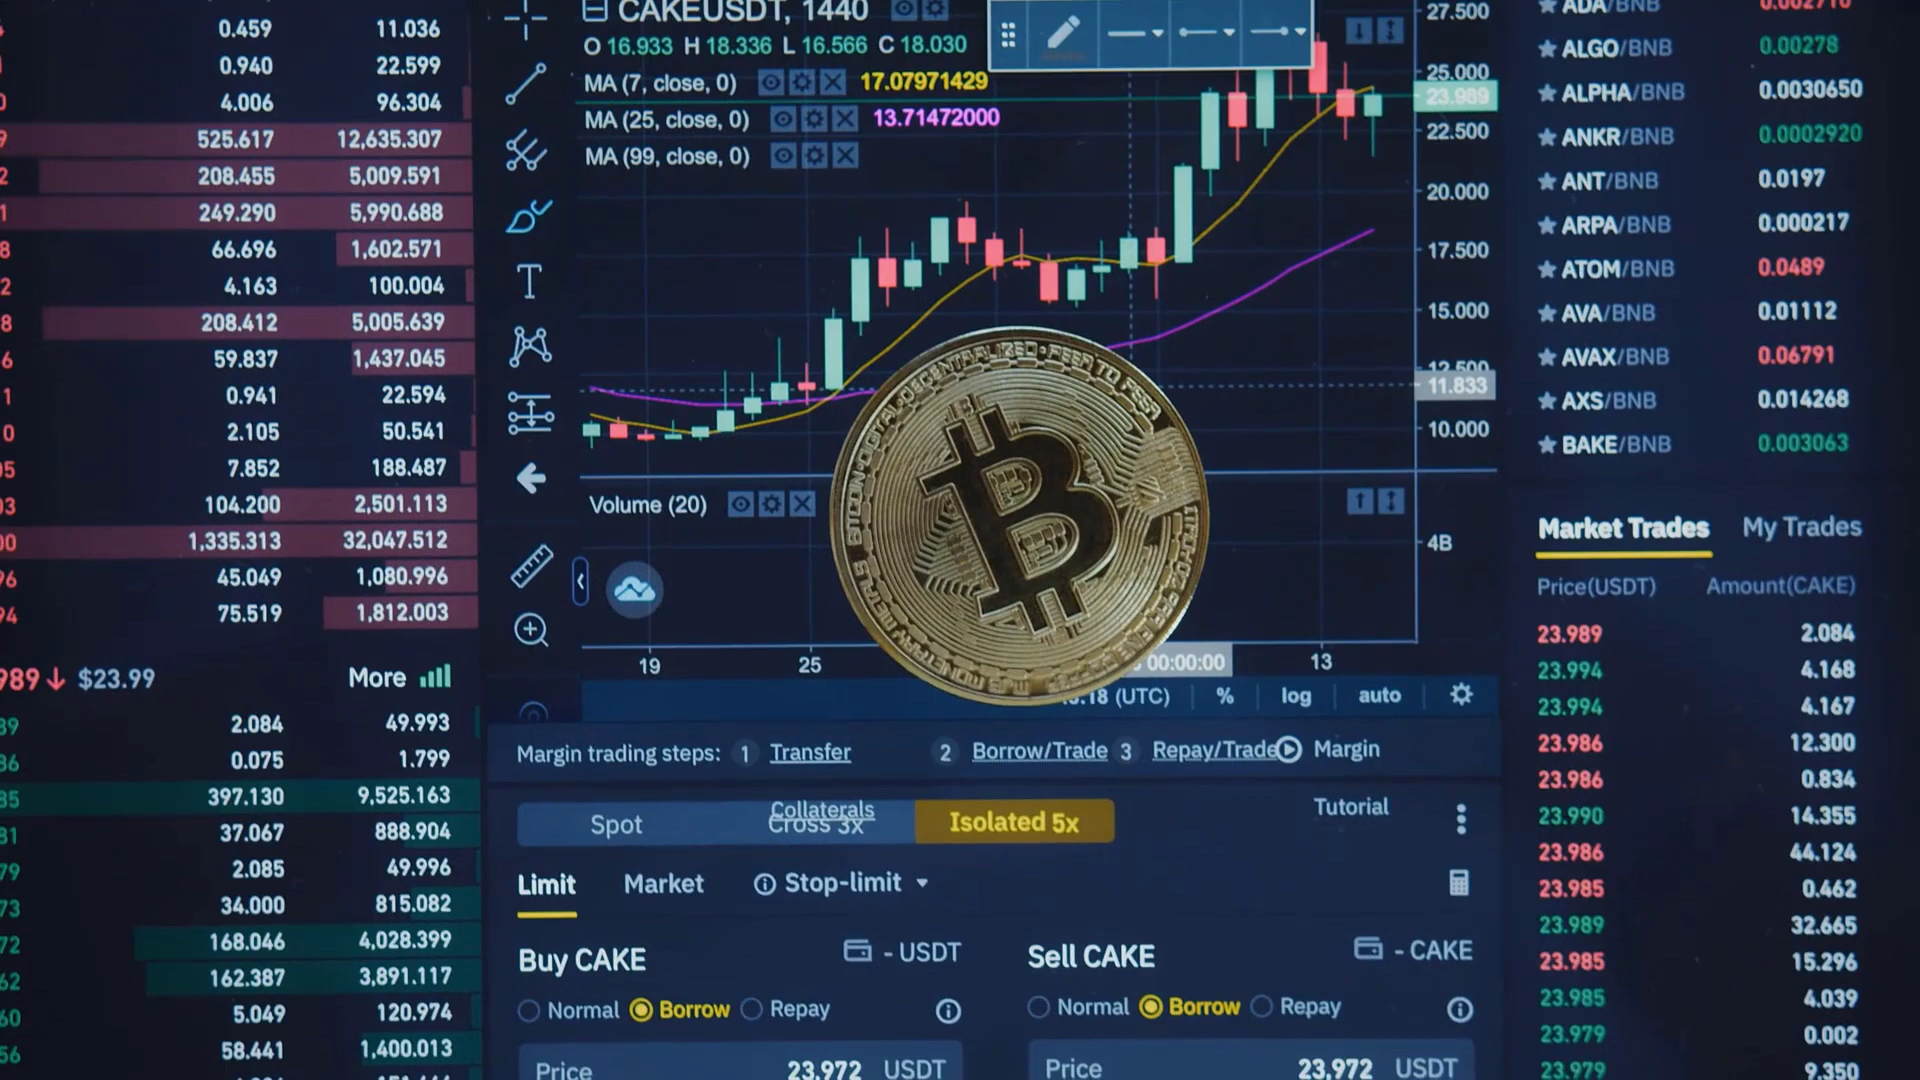 0.459 11.036
0.940 22.599
4.006 96.304
525.617 12,635.307
208.455 5,009.591
249.290 5,990.688
66.696 1,602.571
4.163 100.004
208.412 5,005.639
59.837 1,437.045
0.941 22.594
2.105 50.541
7.852 188.487
104.200 2,501.113
1,335.313 32,047.512
45.049 1,080.996
75.519 1,812.003
989↓ $23.99 More
2.084 49.993
0.075 1.799
397.130 9,525.163
37.067 888.904
2.085 49.996
34.000 815.082
168.046 4,028.399
162.387 3,891.117
5.049 120.974
58.441 1,400.013
CAKEUSDT, 1440
O 16.933 H 18.336 L 16.566 C 18.030
MA (7, close, 0) 17.07971429
MA (25, close, 0) 13.71472000
MA (99, close, 0)
27.500
25.000
23.989
22.500
20.000
17.500
15.000
12.500
11.833
10.000
Volume (20)
4B
19 25 00:00:00 13
:18 (UTC) % log auto
BITCOIN·DIGITAL·DECENTRALIZED·PEER TO PEER
B
Margin trading steps: 1 Transfer 2 Borrow/Trade 3 Repay/Trade Margin
Collaterals
Spot Cross 3x Isolated 5x Tutorial
Limit Market Stop-limit
Buy CAKE - USDT Sell CAKE - CAKE
Normal Borrow Repay Normal Borrow Repay
Price 23.972 USDT Price 23.972 USDT
ADA/BNB 0.002710
ALGO/BNB 0.00278
ALPHA/BNB 0.0030650
ANKR/BNB 0.0002920
ANT/BNB 0.0197
ARPA/BNB 0.000217
ATOM/BNB 0.0489
AVA/BNB 0.01112
AVAX/BNB 0.06791
AXS/BNB 0.014268
BAKE/BNB 0.003063
Market Trades My Trades
Price(USDT) Amount(CAKE)
23.989 2.084
23.994 4.168
23.994 4.167
23.986 12.300
23.986 0.834
23.990 14.355
23.986 44.124
23.985 0.462
23.989 32.665
23.985 15.296
23.985 4.039
23.979 0.002
23.979 9.350